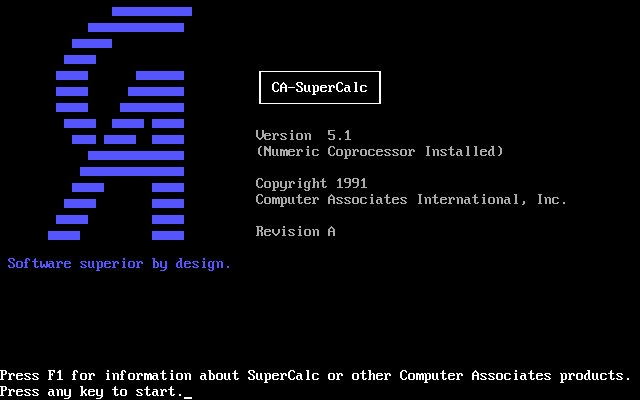 CA-SuperCalc
Version 5.1
(Numeric Coprocessor Installed)
Copyright 1991
Computer Associates International, Inc.
Revision A
Software superior by design.
Press F1 for information about SuperCalc or other Computer Associates products.
Press any key to start._